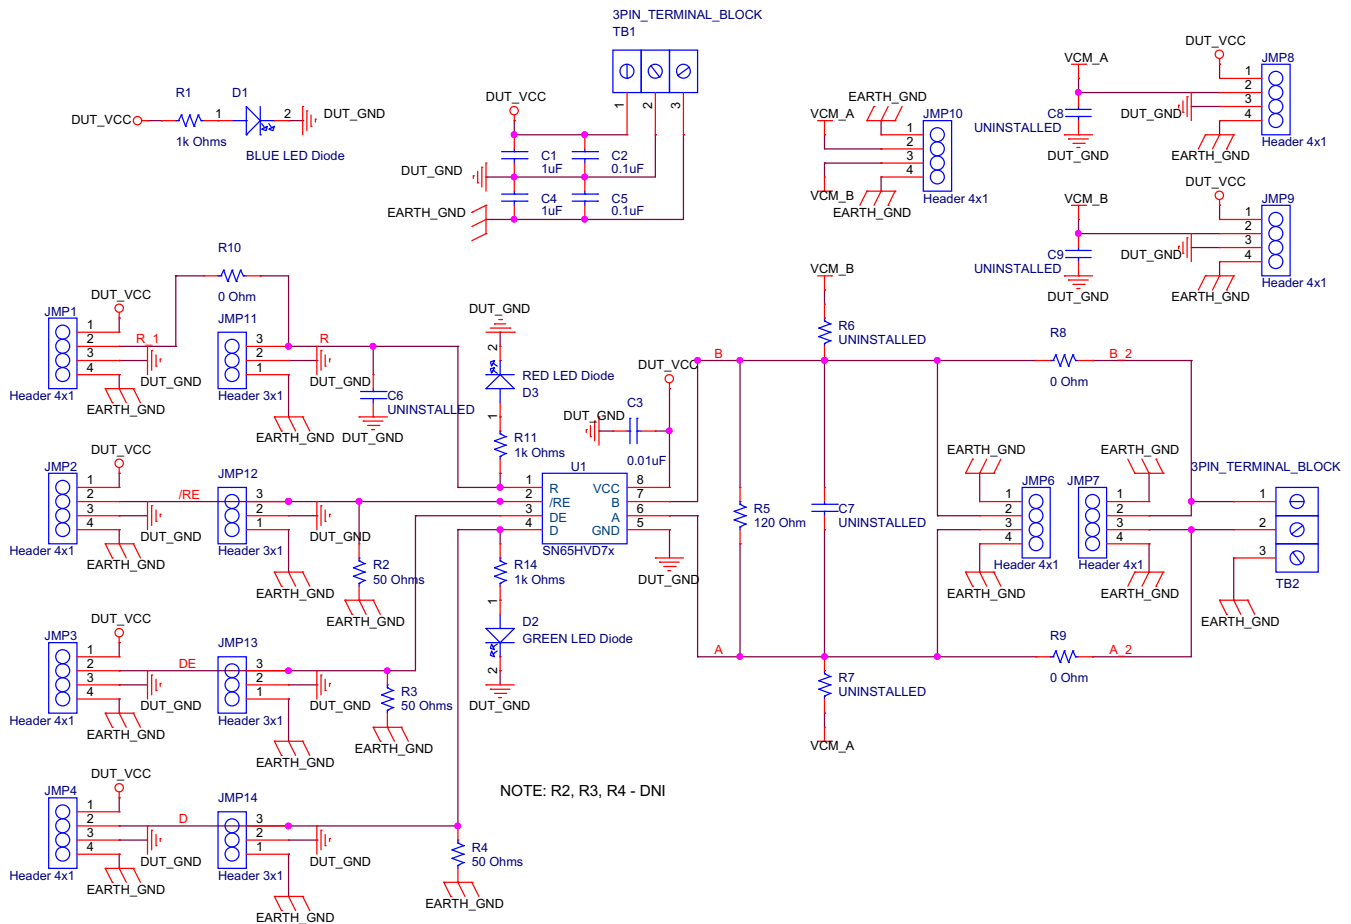 3PIN_TERMINAL_BLOCK
TB1
1
2
3
R1
D1
DUT_VCC
1
2
DUT_GND
1k Ohms
BLUE LED Diode
DUT_VCC
C1
1uF
C2
0.1uF
DUT_GND
C4
1uF
C5
0.1uF
EARTH_GND
EARTH_GND
VCM_A
JMP10
1
2
3
4
VCM_B
EARTH_GND
Header 4x1
DUT_VCC
VCM_A
JMP8
1
2
3
4
C8
UNINSTALLED
DUT_GND
DUT_GND
EARTH_GND
Header 4x1
DUT_VCC
VCM_B
JMP9
1
2
3
4
C9
UNINSTALLED
DUT_GND
DUT_GND
EARTH_GND
Header 4x1
R10
0 Ohm
DUT_VCC
JMP1
1
2
3
4
R_1
DUT_GND
Header 4x1
EARTH_GND
JMP11
3
2
1
R
DUT_GND
Header 3x1
EARTH_GND
C6
UNINSTALLED
DUT_GND
DUT_GND
2
RED LED Diode
D3
1
R11
1k Ohms
DUT_VCC
DUT_GND
C3
0.01uF
U1
1
2
3
4
R
/RE
DE
D
VCC
B
A
GND
8
7
6
5
SN65HVD7x
DUT_GND
DUT_VCC
JMP2
1
2
3
4
/RE
DUT_GND
Header 4x1
EARTH_GND
JMP12
3
2
1
DUT_GND
Header 3x1
EARTH_GND
R2
50 Ohms
EARTH_GND
R14
1k Ohms
1
D2
GREEN LED Diode
2
DUT_GND
DUT_VCC
JMP3
1
2
3
4
DE
DUT_GND
Header 4x1
EARTH_GND
JMP13
3
2
1
DUT_GND
Header 3x1
EARTH_GND
R3
50 Ohms
EARTH_GND
DUT_VCC
JMP4
1
2
3
4
D
DUT_GND
Header 4x1
EARTH_GND
JMP14
3
2
1
DUT_GND
Header 3x1
EARTH_GND
R4
50 Ohms
EARTH_GND
NOTE: R2, R3, R4 - DNI
VCM_B
R6
UNINSTALLED
B
R8
0 Ohm
B_2
R5
120 Ohm
C7
UNINSTALLED
EARTH_GND
JMP6
1
2
3
4
Header 4x1
EARTH_GND
EARTH_GND
JMP7
1
2
3
4
Header 4x1
EARTH_GND
3PIN_TERMINAL_BLOCK
1
2
3
TB2
EARTH_GND
A
R9
0 Ohm
A_2
R7
UNINSTALLED
VCM_A